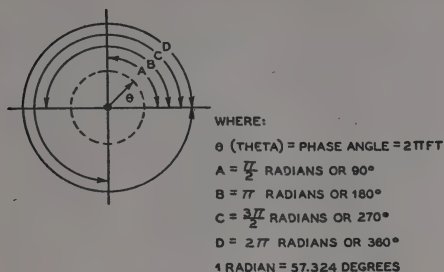 D
C
B
A
θ
WHERE:
θ (THETA) = PHASE ANGLE = 2πFT
A = π/2 RADIANS OR 90°
B = π RADIANS OR 180°
C = 3π/2 RADIANS OR 270°
D = 2π RADIANS OR 360°
1 RADIAN = 57.324 DEGREES